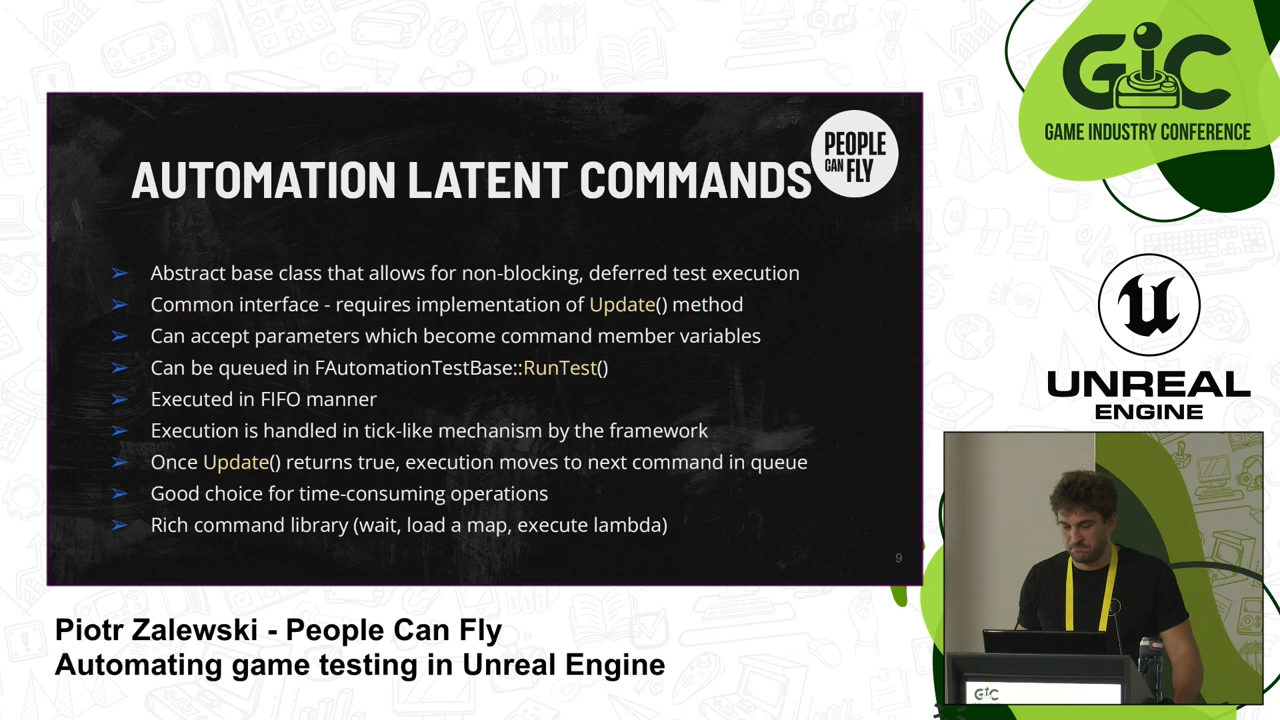 GIC
GAME INDUSTRY CONFERENCE
PEOPLE
CAN FLY
AUTOMATION LATENT COMMANDS
➢ Abstract base class that allows for non-blocking, deferred test execution
➢ Common interface - requires implementation of Update() method
➢ Can accept parameters which become command member variables
➢ Can be queued in FAutomationTestBase::RunTest()
➢ Executed in FIFO manner
➢ Execution is handled in tick-like mechanism by the framework
➢ Once Update() returns true, execution moves to next command in queue
➢ Good choice for time-consuming operations
➢ Rich command library (wait, load a map, execute lambda)
9
UNREAL
ENGINE
GIC
Piotr Zalewski - People Can Fly
Automating game testing in Unreal Engine